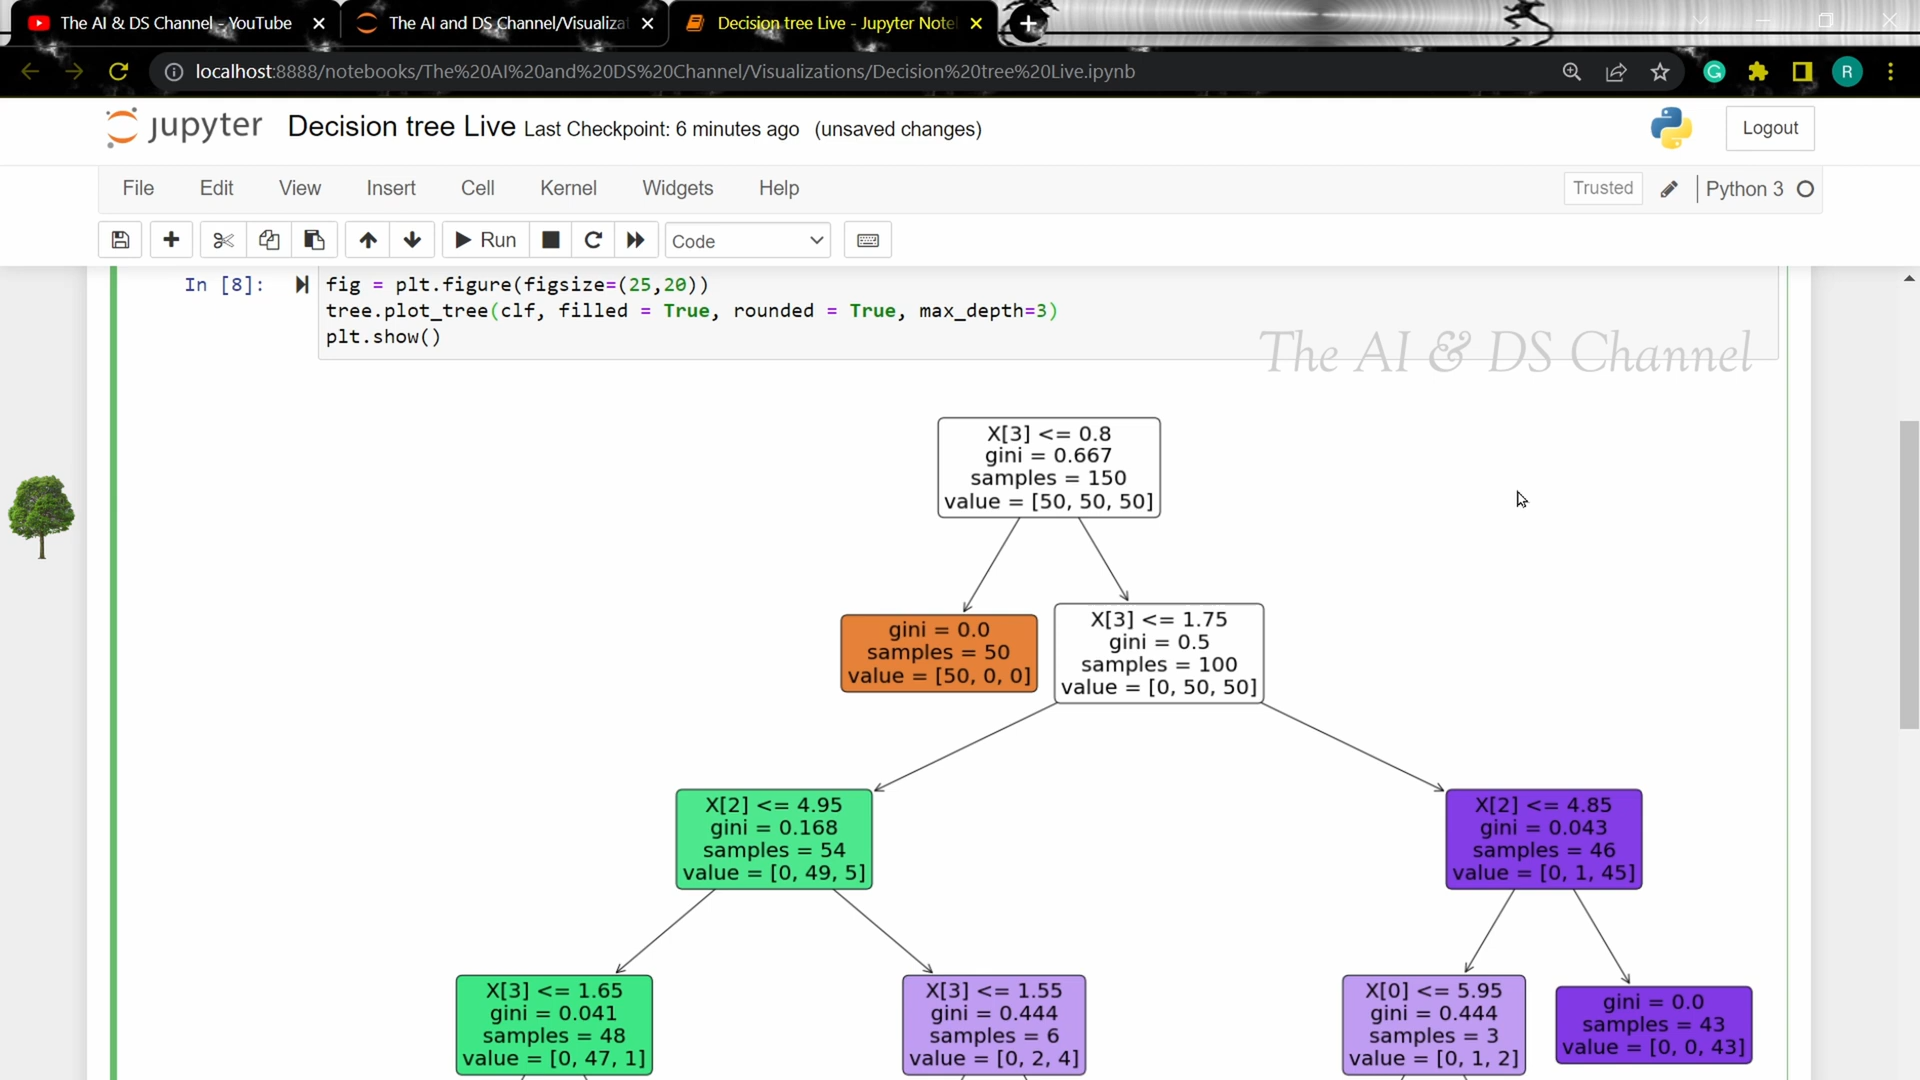 The AI & DS Channel - YouTube
The AI and DS Channel/Visualiza
Decision tree Live - Jupyter Note
localhost:8888/notebooks/The%20AI%20and%20DS%20Channel/Visualizations/Decision%20tree%20Live.ipynb
R
jupyter Decision tree Live Last Checkpoint: 6 minutes ago (unsaved changes)
Logout
File Edit View Insert Cell Kernel Widgets Help
Trusted Python 3
Run Code
In [8]:
fig = plt.figure(figsize=(25,20))
tree.plot_tree(clf, filled = True, rounded = True, max_depth=3)
plt.show()
The AI & DS Channel
X[3] <= 0.8
gini = 0.667
samples = 150
value = [50, 50, 50]
gini = 0.0
samples = 50
value = [50, 0, 0]
X[3] <= 1.75
gini = 0.5
samples = 100
value = [0, 50, 50]
X[2] <= 4.95
gini = 0.168
samples = 54
value = [0, 49, 5]
X[2] <= 4.85
gini = 0.043
samples = 46
value = [0, 1, 45]
X[3] <= 1.65
gini = 0.041
samples = 48
value = [0, 47, 1]
X[3] <= 1.55
gini = 0.444
samples = 6
value = [0, 2, 4]
X[0] <= 5.95
gini = 0.444
samples = 3
value = [0, 1, 2]
gini = 0.0
samples = 43
value = [0, 0, 43]